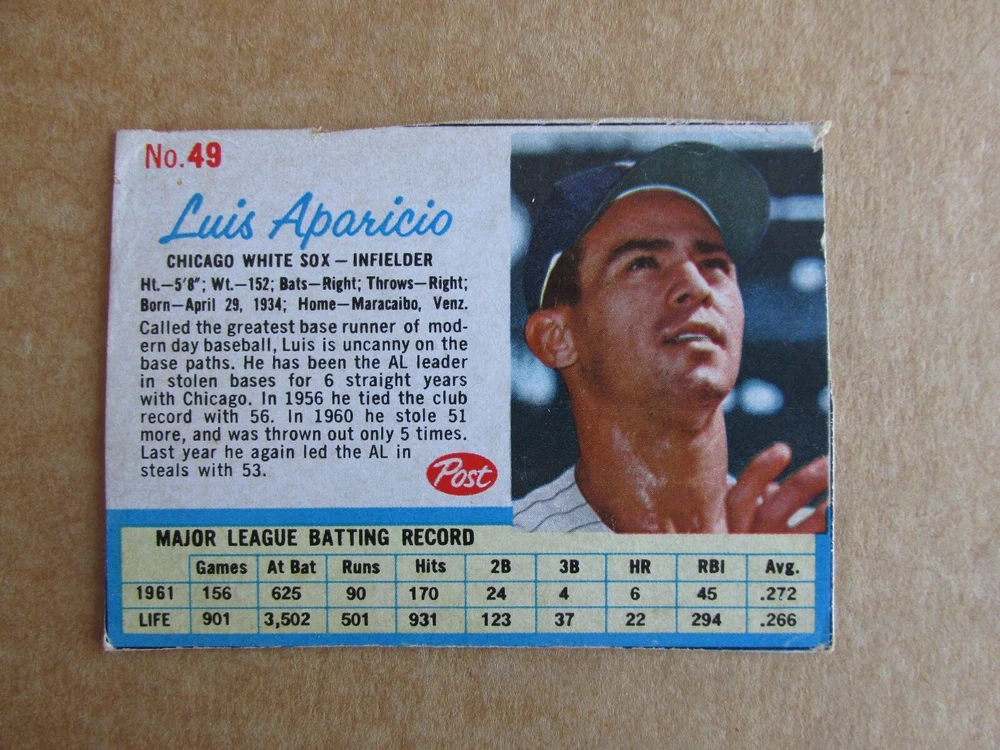 No.49
Luis Aparicio
CHICAGO WHITE SOX — INFIELDER
Ht.—5'8"; Wt.—152; Bats—Right; Throws—Right;
Born—April 29, 1934; Home—Maracaibo, Venz.
Called the greatest base runner of mod-
ern day baseball, Luis is uncanny on the
base paths. He has been the AL leader
in stolen bases for 6 straight years
with Chicago. In 1956 he tied the club
record with 56. In 1960 he stole 51
more, and was thrown out only 5 times.
Last year he again led the AL in
steals with 53.
Post
MAJOR LEAGUE BATTING RECORD
Games At Bat Runs Hits 2B 3B HR RBI Avg.
1961 156 625 90 170 24 4 6 45 .272
LIFE 901 3,502 501 931 123 37 22 294 .266